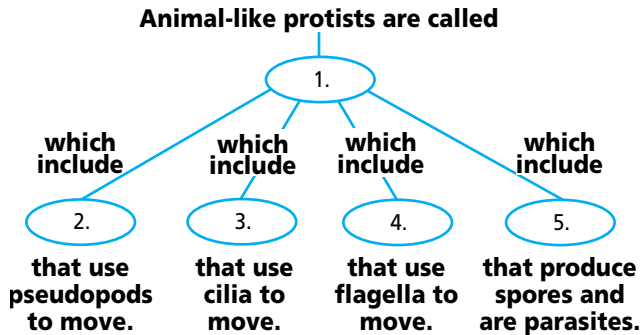 Animal-like protists are called
1.
which include
which include
which include
which include
2.
3.
4.
5.
that use pseudopods to move.
that use cilia to move.
that use flagella to move.
that produce spores and are parasites.